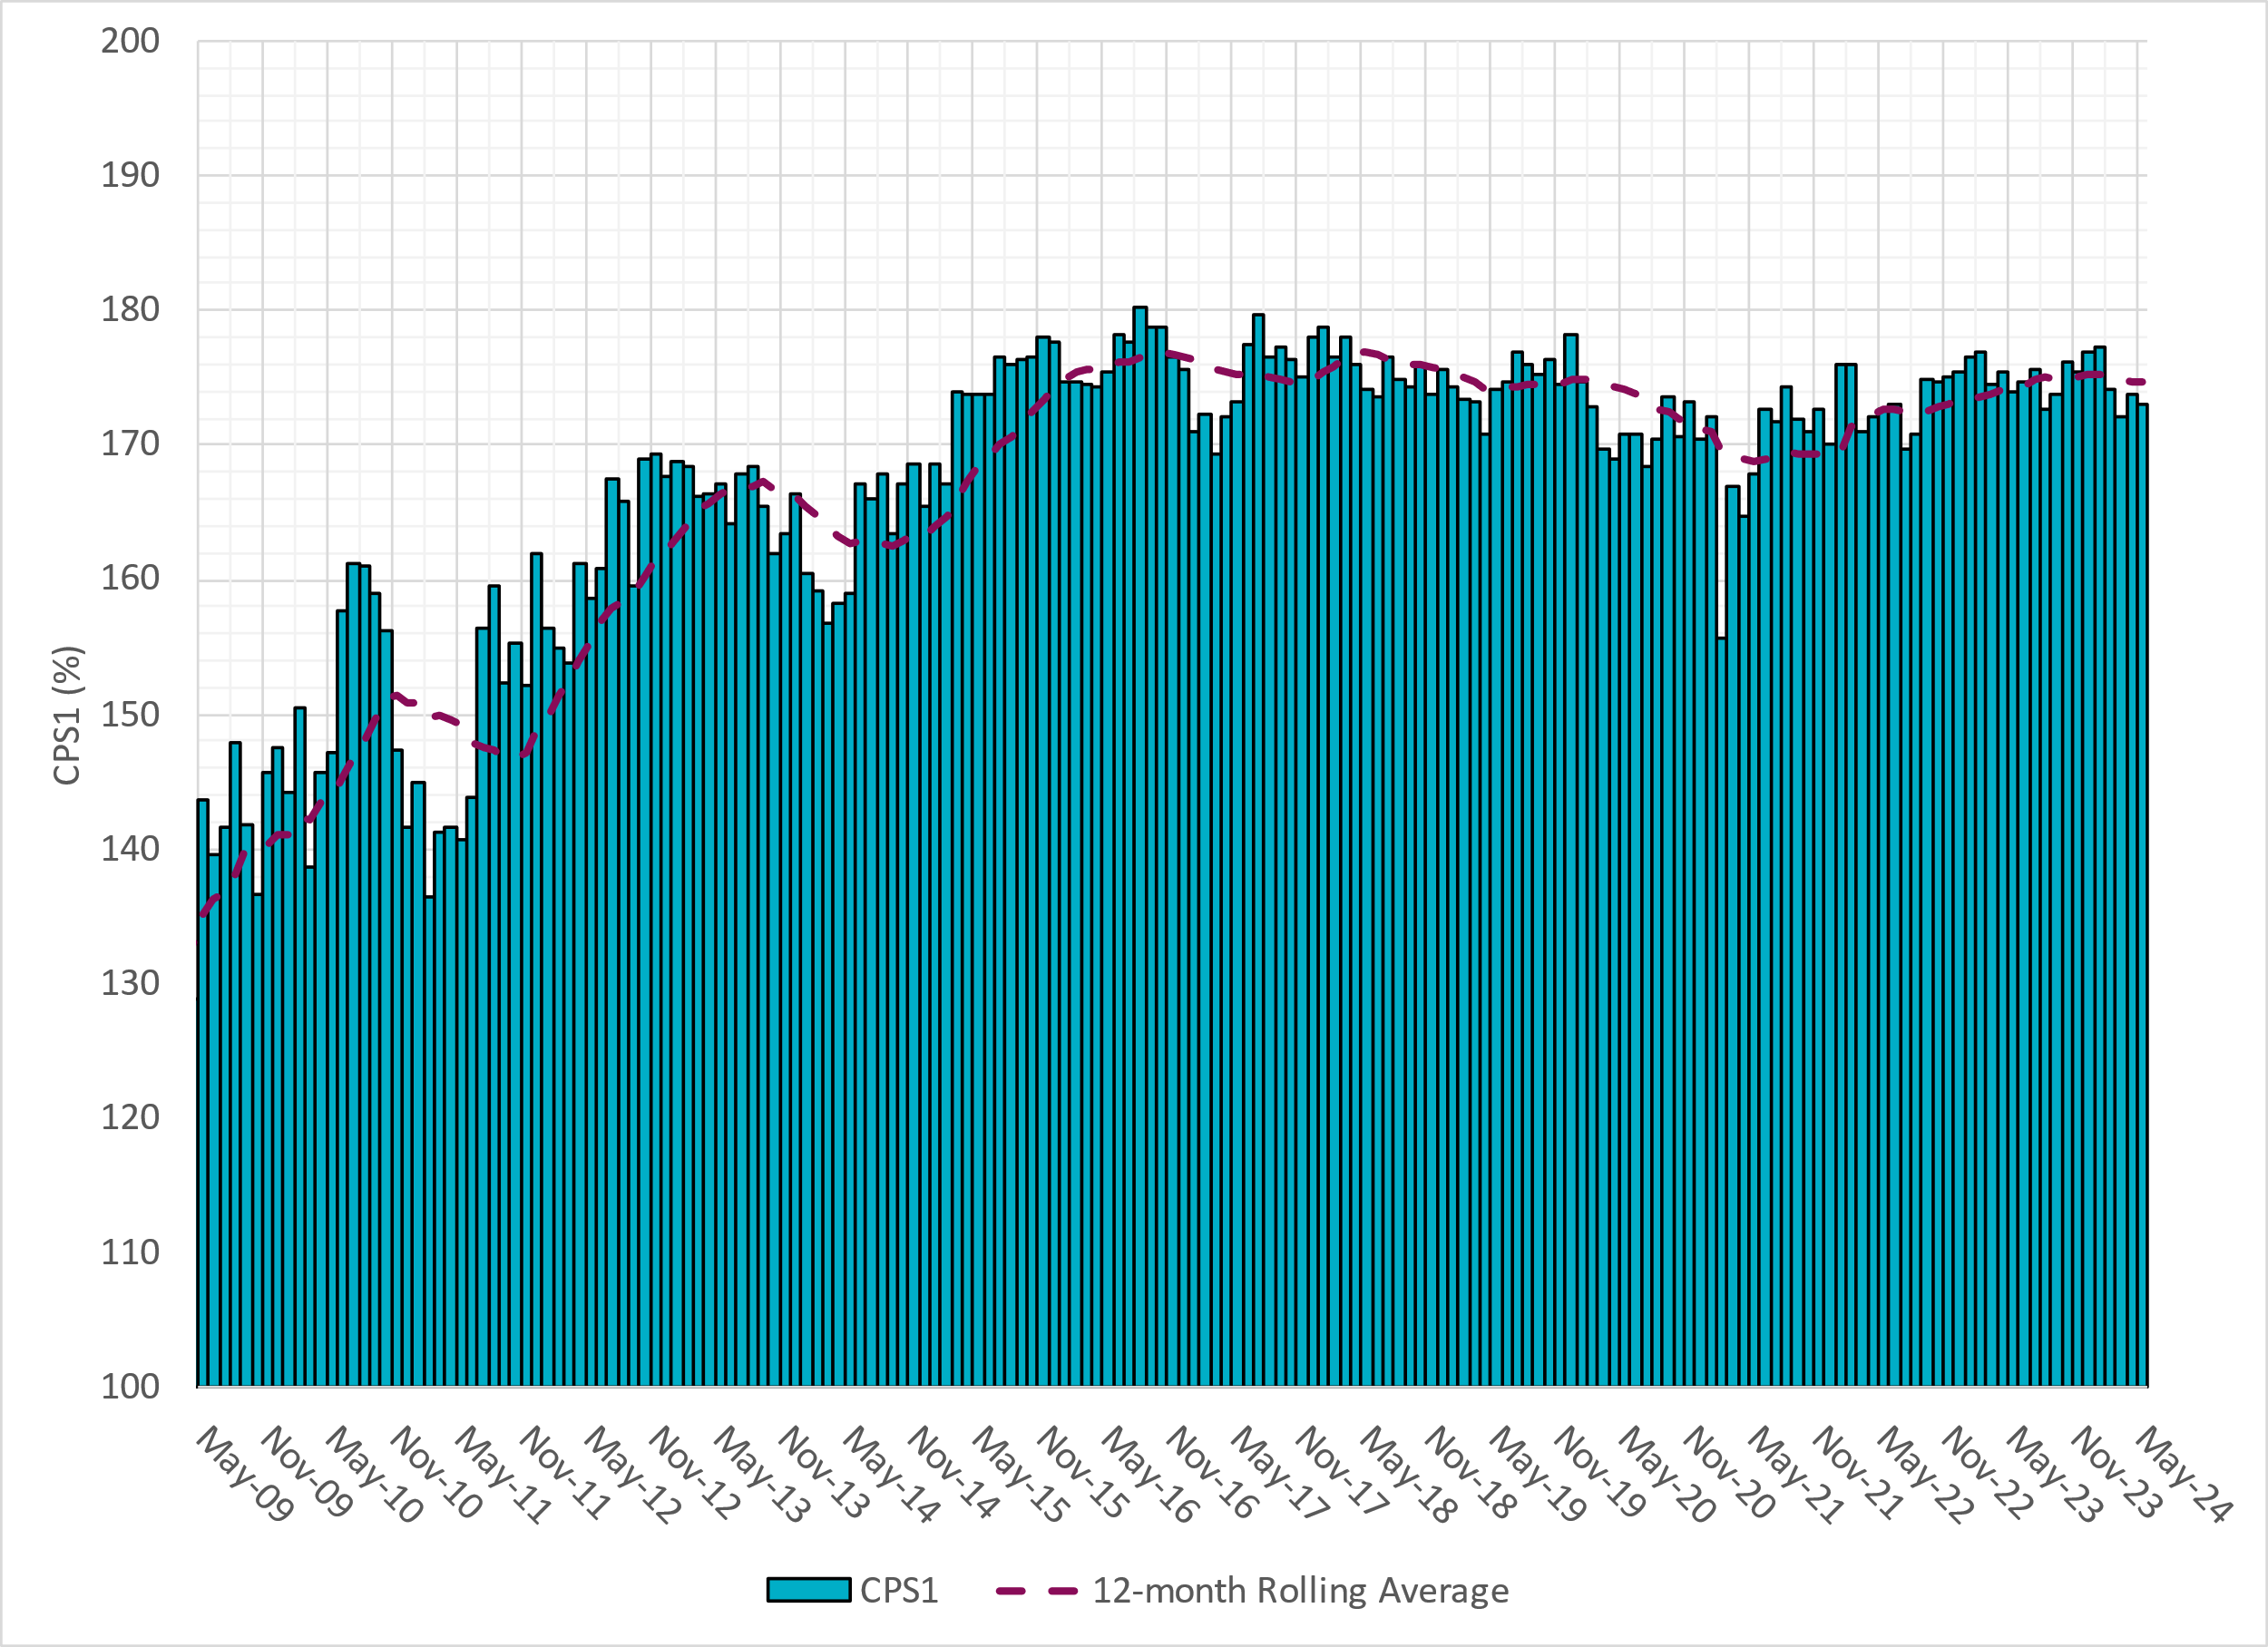 200
190
180
170
160
150
140
130
120
110
100
CPS1 (%)
May-09
Nov-09
May-10
Nov-10
May-11
Nov-11
May-12
Nov-12
May-13
Nov-13
May-14
Nov-14
May-15
Nov-15
May-16
Nov-16
May-17
Nov-17
May-18
Nov-18
May-19
Nov-19
May-20
Nov-20
May-21
Nov-21
May-22
Nov-22
May-23
Nov-23
May-24
CPS1 12-month Rolling Average